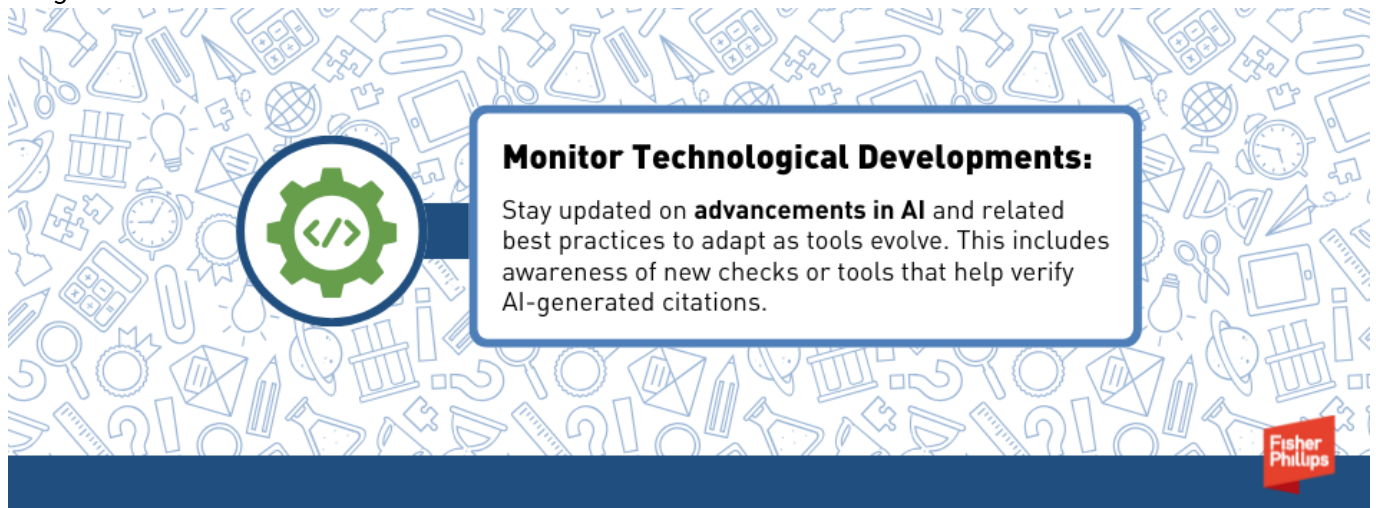 Monitor Technological Developments:
Stay updated on advancements in AI and related
best practices to adapt as tools evolve. This includes
awareness of new checks or tools that help verify
AI-generated citations.
</>
Fisher
Phillips